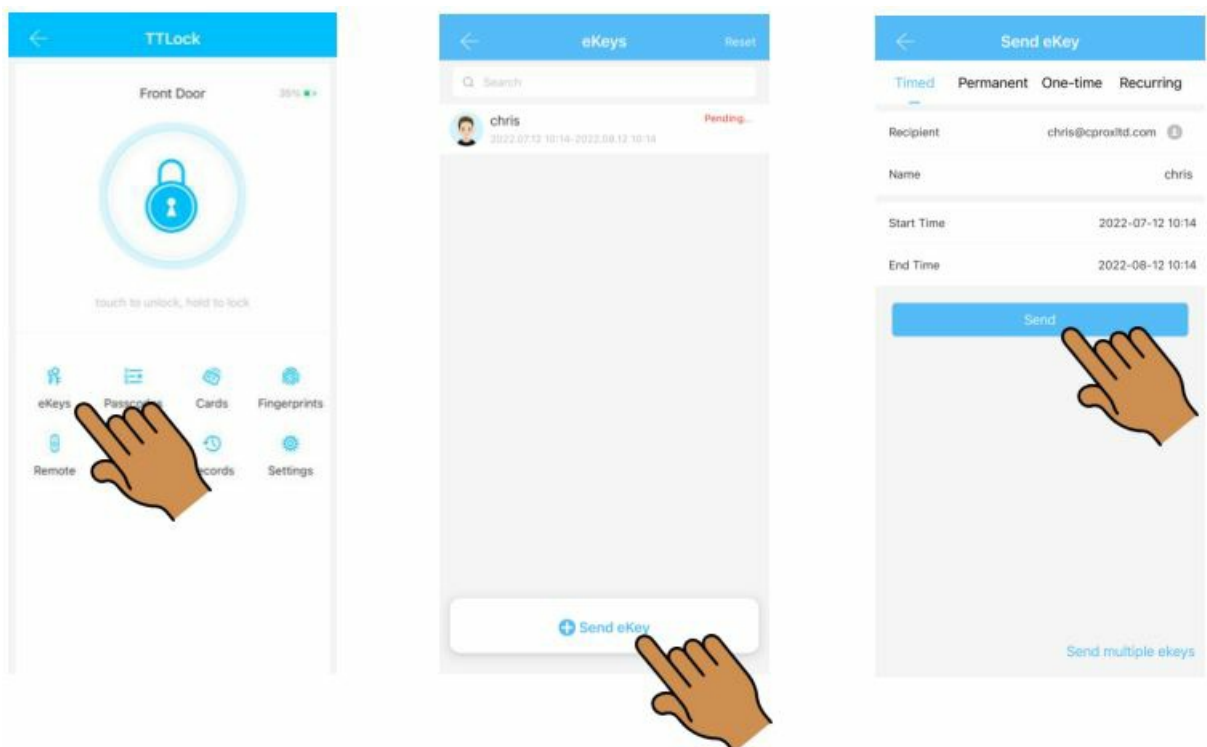 TTLock
Front Door
touch to unlock, hold to lock
eKeys
Passcodes
Cards
Fingerprints
Remote
Settings
eKeys
Reset
Search
chris
Pending...
2022.07.12 10:14-2022.08.12 10:14
Send eKey
Send eKey
Timed Permanent One-time Recurring
Recipient chris@cproxltd.com
Name chris
Start Time 2022-07-12 10:14
End Time 2022-08-12 10:14
Send
Send multiple ekeys